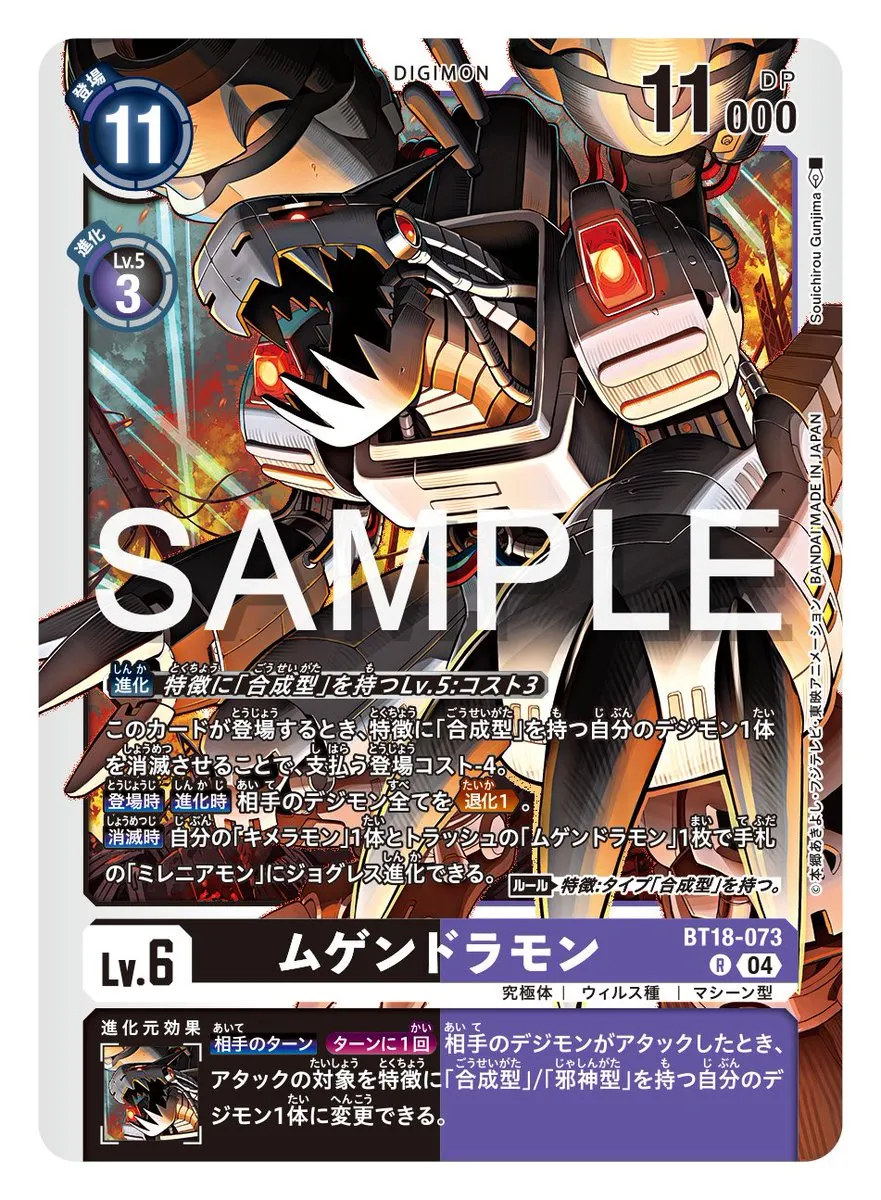 登場
11
DIGIMON
11000
DP
進化
Lv.5
3
Souichirou Gunjima
©本郷あきよし・フジテレビ・東映アニメーション BANDAI MADE IN JAPAN
SAMPLE
進化 特徴に「合成型」を持つLv.5:コスト3
このカードが登場するとき、特徴に「合成型」を持つ自分のデジモン1体
を消滅させることで、支払う登場コスト-4。
登場時 進化時 相手のデジモン全てを 退化1 。
消滅時 自分の「キメラモン」1体とトラッシュの「ムゲンドラモン」1枚で手札
の「ミレニアモン」にジョグレス進化できる。
ルール 特徴:タイプ「合成型」を持つ。
Lv.6
ムゲンドラモン
BT18-073
R 04
究極体 | ウィルス種 | マシーン型
進化元効果
相手のターン ターンに1回 相手のデジモンがアタックしたとき、
アタックの対象を特徴に「合成型」/「邪神型」を持つ自分のデ
ジモン1体に変更できる。